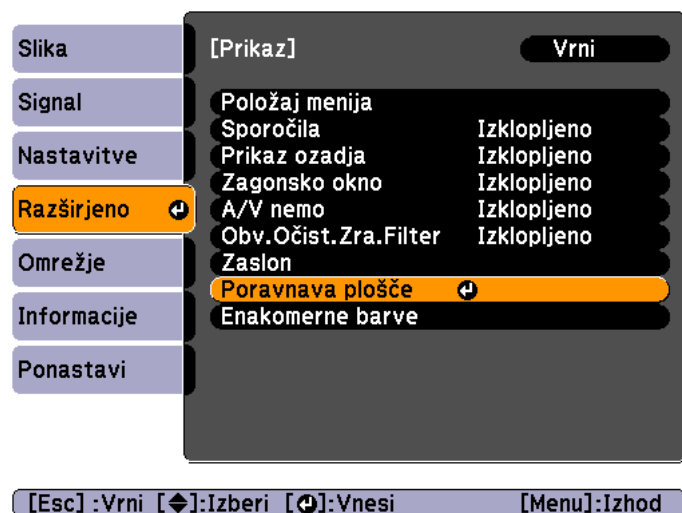 Slika
Signal
Nastavitve
Razširjeno
Omrežje
Informacije
Ponastavi
[Prikaz] Vrni
Položaj menija
Sporočila Izklopljeno
Prikaz ozadja Izklopljeno
Zagonsko okno Izklopljeno
A/V nemo Izklopljeno
Obv.Očist.Zra.Filter Izklopljeno
Zaslon
Poravnava plošče
Enakomerne barve
[Esc] :Vrni [◆]:Izberi [↵]:Vnesi [Menu]:Izhod